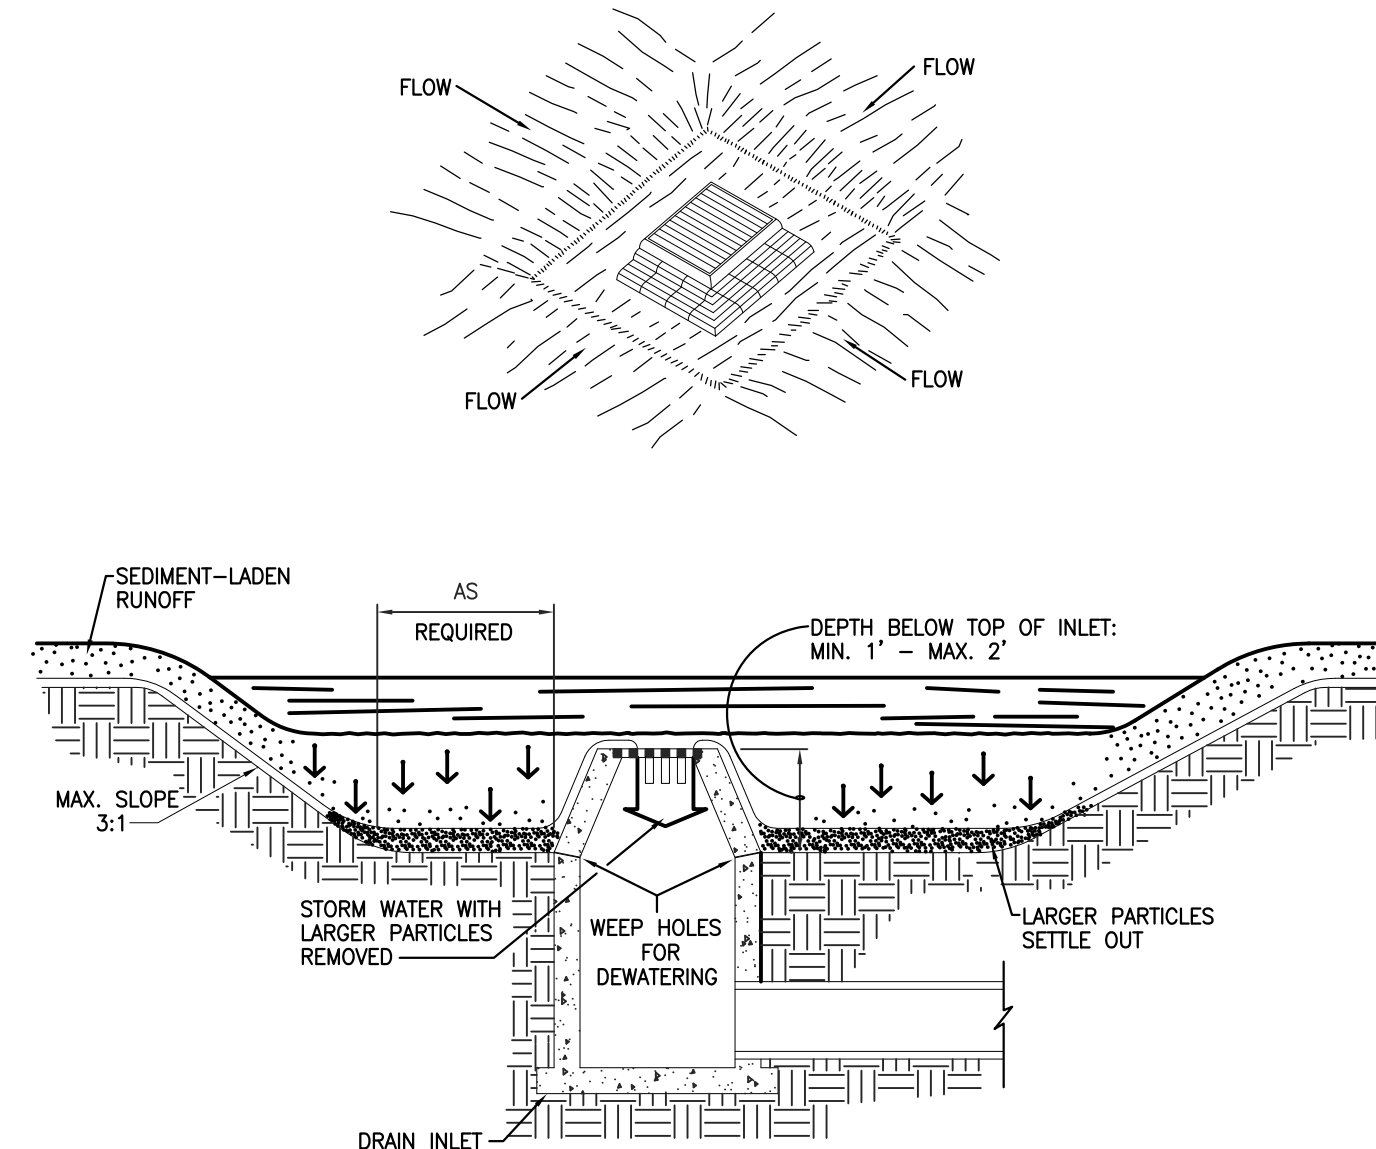 FLOW
FLOW
FLOW
FLOW
SEDIMENT-LADEN
RUNOFF
AS
REQUIRED
DEPTH BELOW TOP OF INLET:
MIN. 1' - MAX. 2'
MAX. SLOPE
3:1
STORM WATER WITH
LARGER PARTICLES
REMOVED
WEEP HOLES
FOR
DEWATERING
LARGER PARTICLES
SETTLE OUT
DRAIN INLET